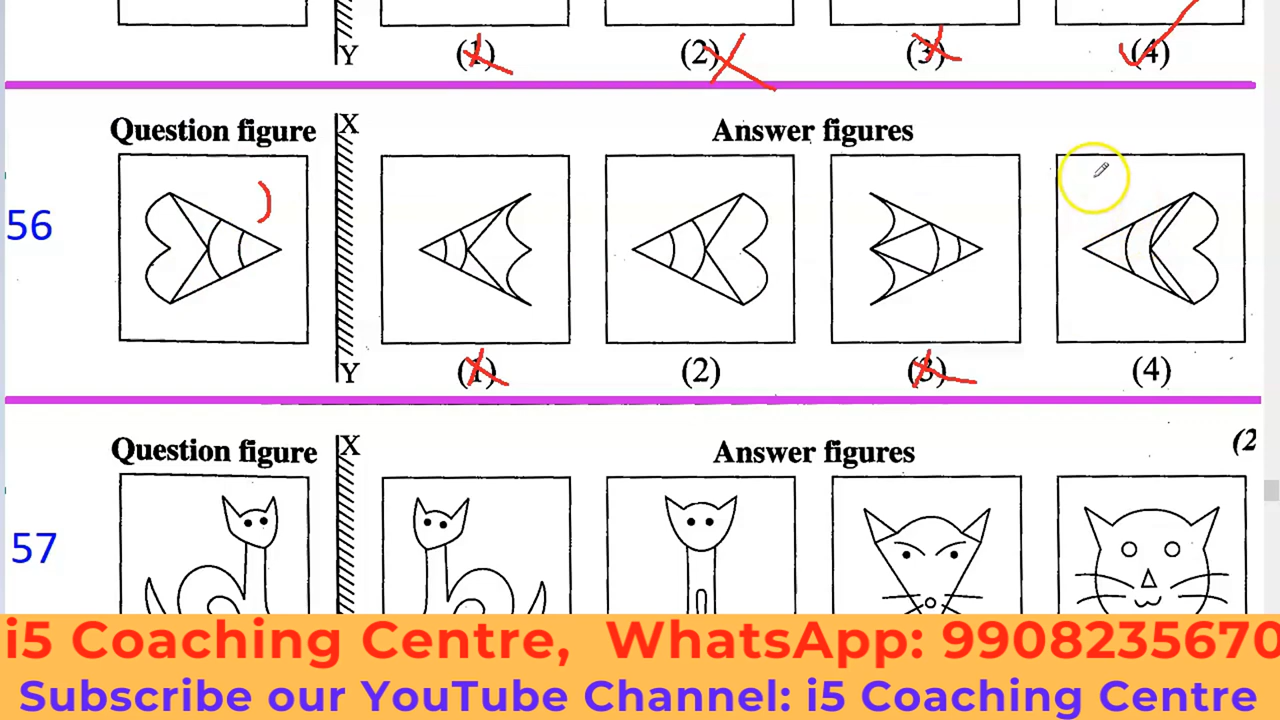 Y (1) (2) (3) (4)
Question figure X Answer figures
56
Y (1) (2) (3) (4)
(2
Question figure X Answer figures
57
i5 Coaching Centre, WhatsApp: 9908235670
Subscribe our YouTube Channel: i5 Coaching Centre